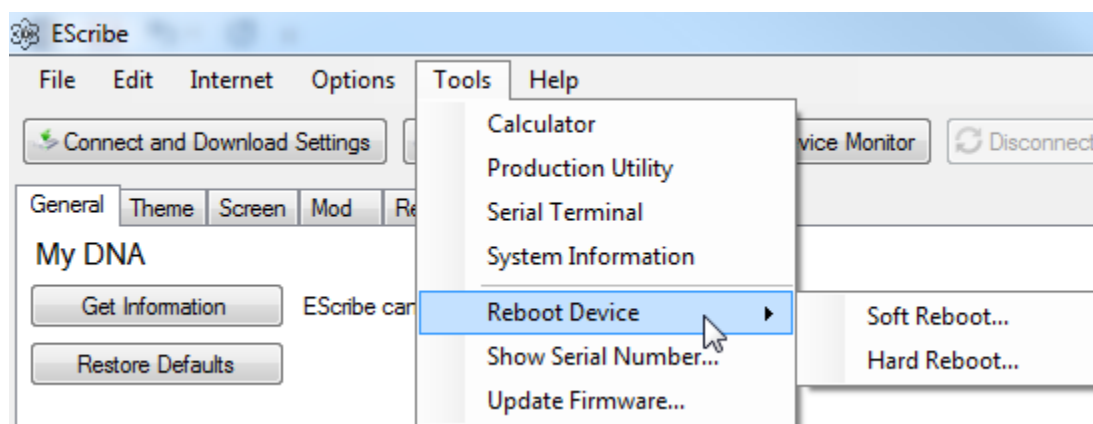 EScribe
File Edit Internet Options Tools Help
Connect and Download Settings
Disconnect
Monitor
General Theme Screen Mod
My DNA
Get Information
EScribe can
Restore Defaults
Calculator
Production Utility
Serial Terminal
System Information
Reboot Device
Show Serial Number...
Update Firmware...
Soft Reboot...
Hard Reboot...